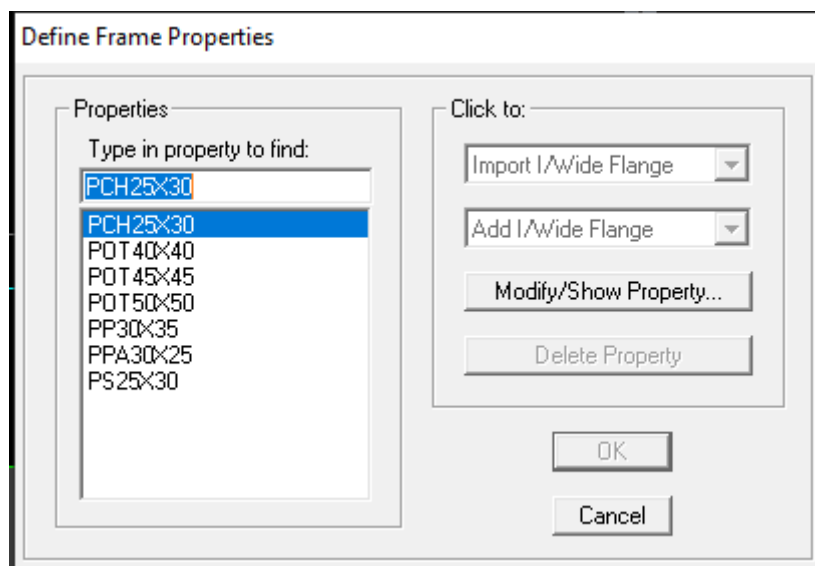 Define Frame Properties
Properties
Type in property to find:
PCH25X30
PCH25X30
POT40X40
POT45X45
POT50X50
PP30X35
PPA30X25
PS25X30
Click to:
Import I/Wide Flange
Add I/Wide Flange
Modify/Show Property...
Delete Property
OK
Cancel